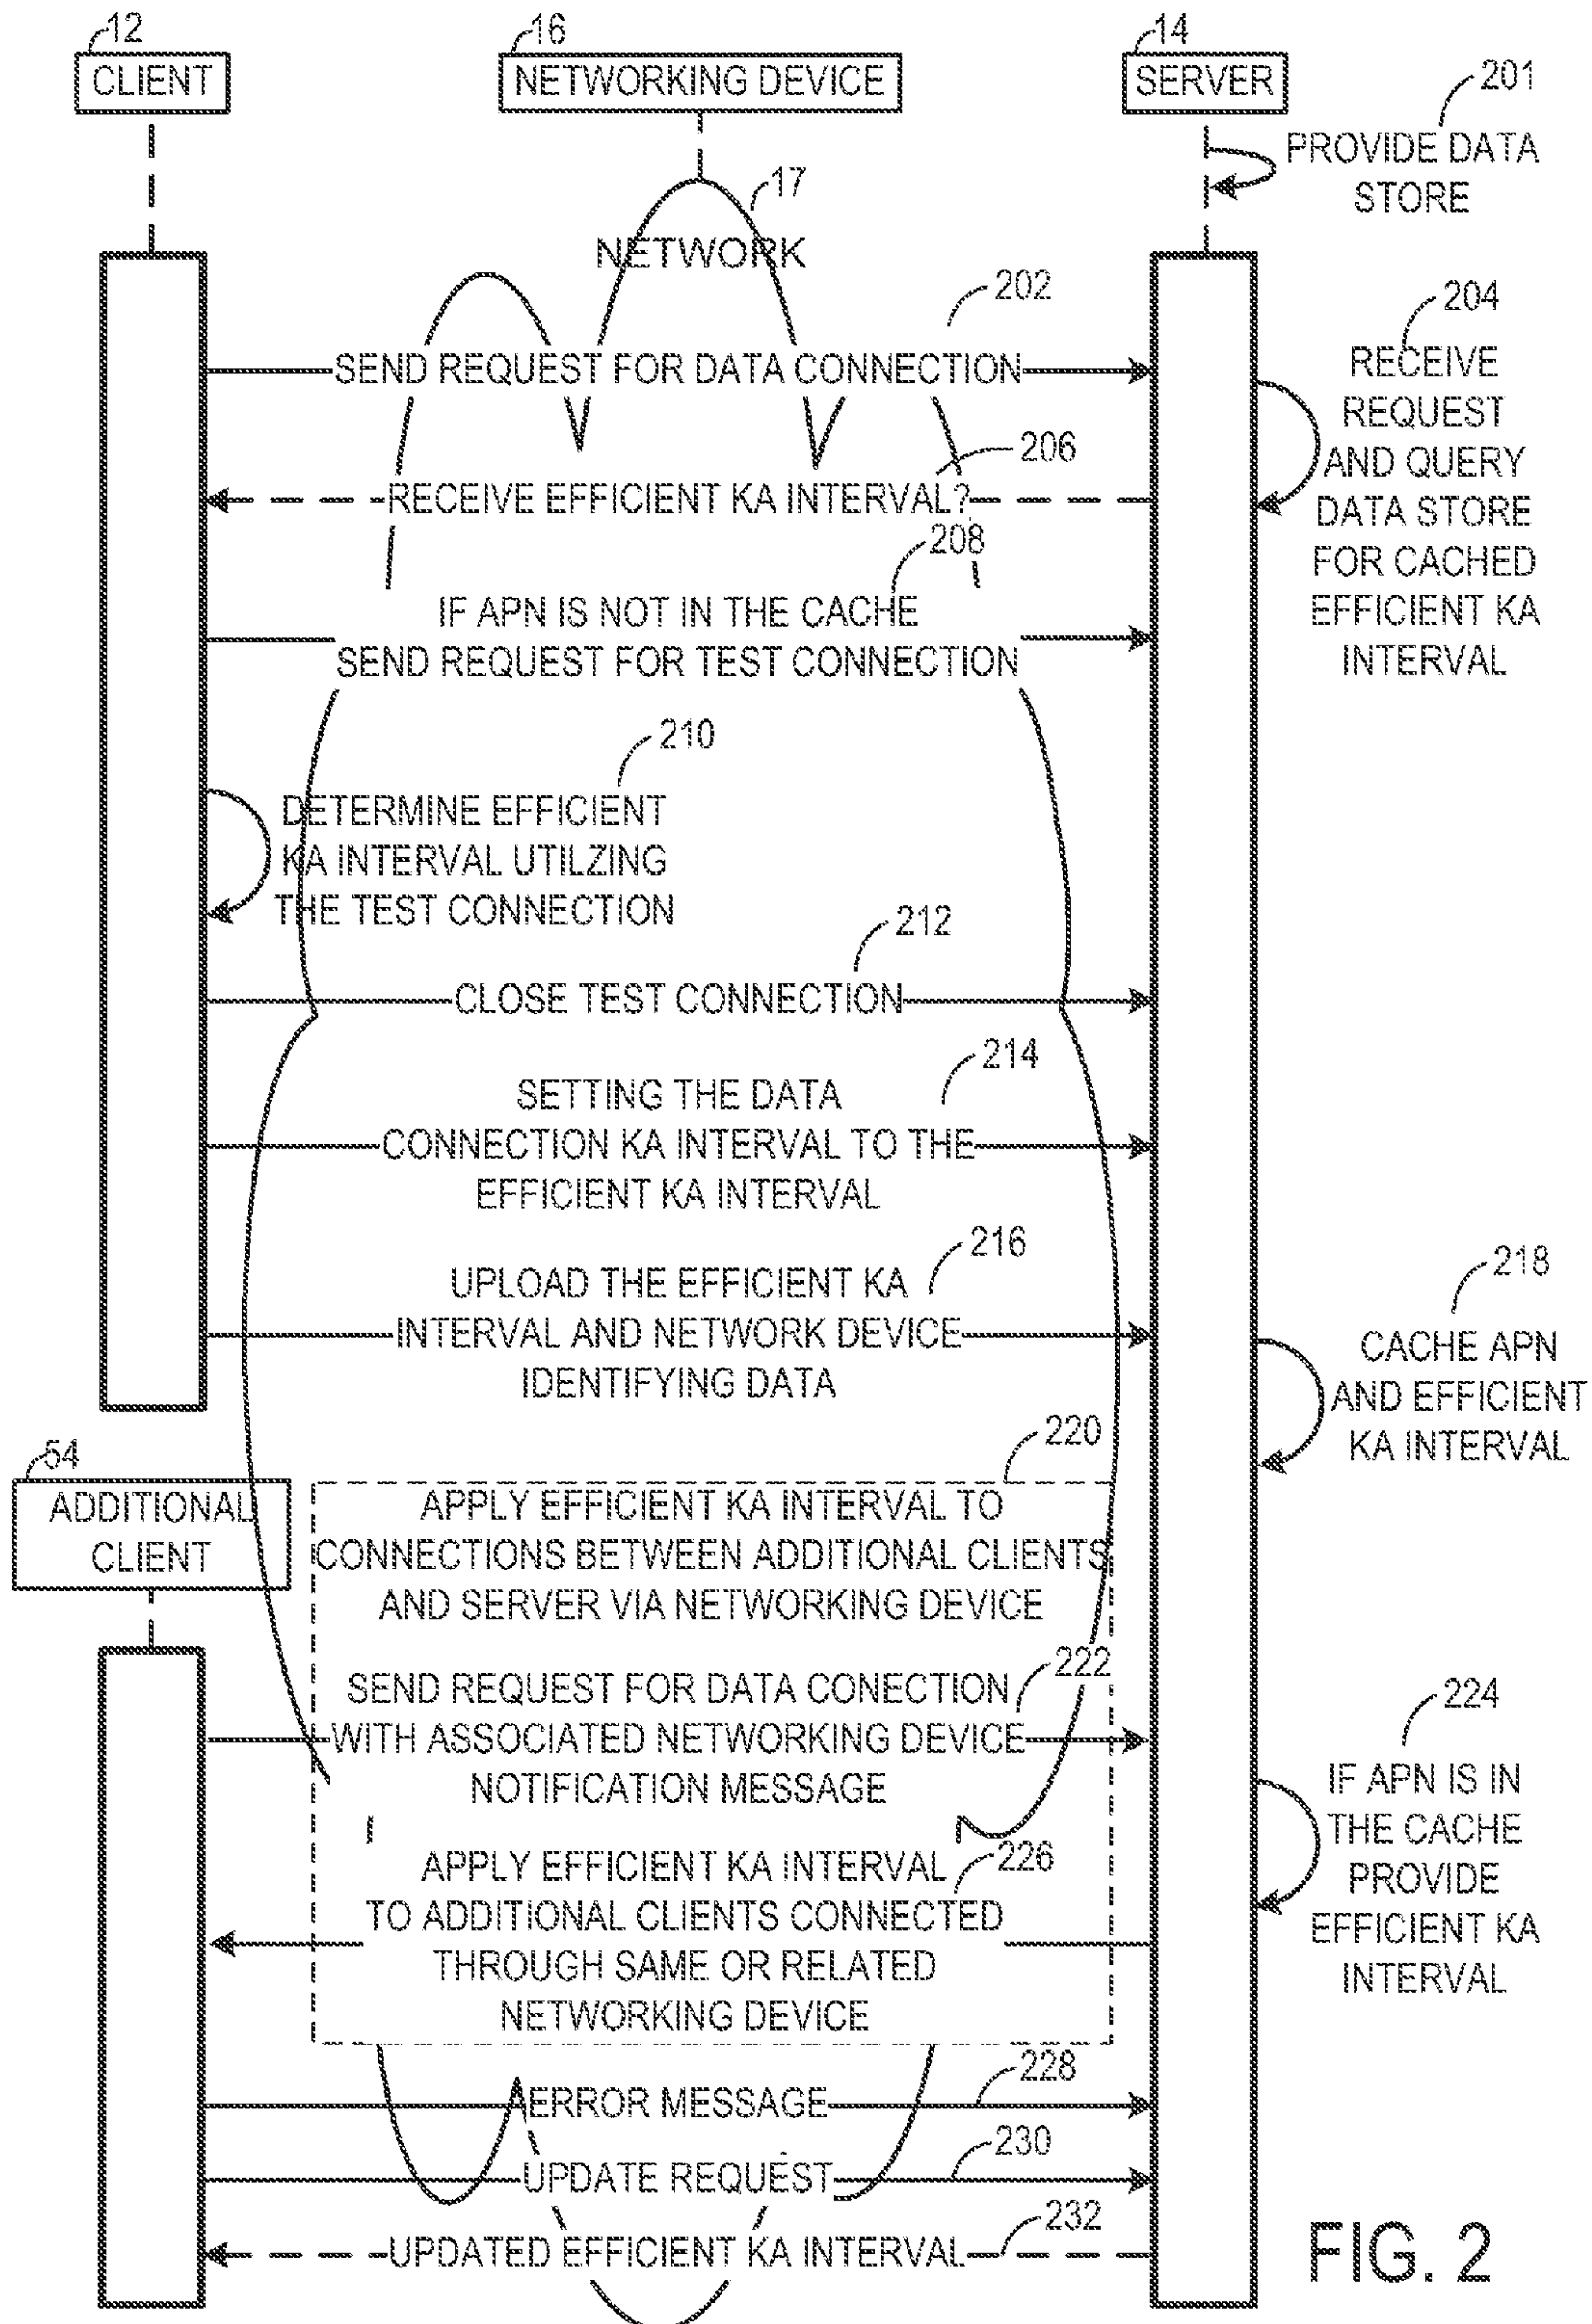 12
CLIENT
16
NETWORKING DEVICE
14
SERVER
201
PROVIDE DATA
STORE
17
NETWORK
202
SEND REQUEST FOR DATA CONNECTION
204
RECEIVE
REQUEST
AND QUERY
DATA STORE
FOR CACHED
EFFICIENT KA
INTERVAL
206
RECEIVE EFFICIENT KA INTERVAL?
208
IF APN IS NOT IN THE CACHE
SEND REQUEST FOR TEST CONNECTION
210
DETERMINE EFFICIENT
KA INTERVAL UTILZING
THE TEST CONNECTION
212
CLOSE TEST CONNECTION
214
SETTING THE DATA
CONNECTION KA INTERVAL TO THE
EFFICIENT KA INTERVAL
216
UPLOAD THE EFFICIENT KA
INTERVAL AND NETWORK DEVICE
IDENTIFYING DATA
218
CACHE APN
AND EFFICIENT
KA INTERVAL
54
ADDITIONAL
CLIENT
220
APPLY EFFICIENT KA INTERVAL TO
CONNECTIONS BETWEEN ADDITIONAL CLIENTS
AND SERVER VIA NETWORKING DEVICE
222
SEND REQUEST FOR DATA CONECTION
WITH ASSOCIATED NETWORKING DEVICE
NOTIFICATION MESSAGE
224
IF APN IS IN
THE CACHE
PROVIDE
EFFICIENT KA
INTERVAL
226
APPLY EFFICIENT KA INTERVAL
TO ADDITIONAL CLIENTS CONNECTED
THROUGH SAME OR RELATED
NETWORKING DEVICE
228
ERROR MESSAGE
230
UPDATE REQUEST
232
UPDATED EFFICIENT KA INTERVAL
FIG. 2